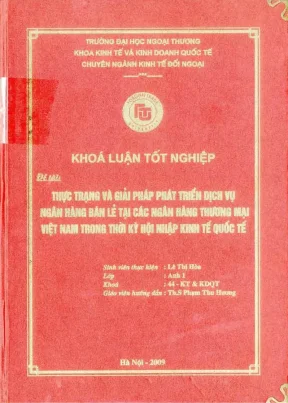 TRƯỜNG ĐẠI HỌC NGOẠI THƯƠNG
KHOA KINH TẾ VÀ KINH DOANH QUỐC TẾ
CHUYÊN NGÀNH KINH TẾ ĐỐI NGOẠI
KHOÁ LUẬN TỐT NGHIỆP
Đề tài:
THỰC TRẠNG VÀ GIẢI PHÁP PHÁT TRIỂN DỊCH VỤ
NGÂN HÀNG BÁN LẺ TẠI CÁC NGÂN HÀNG THƯƠNG MẠI
VIỆT NAM TRONG THỜI KỲ HỘI NHẬP KINH TẾ QUỐC TẾ
Sinh viên thực hiện : Lê Thị Hòa
Lớp : Anh 1
Khoá : 44 - KT & KDQT
Giáo viên hướng dẫn : Th.S Phạm Thu Hương
Hà Nội - 2009